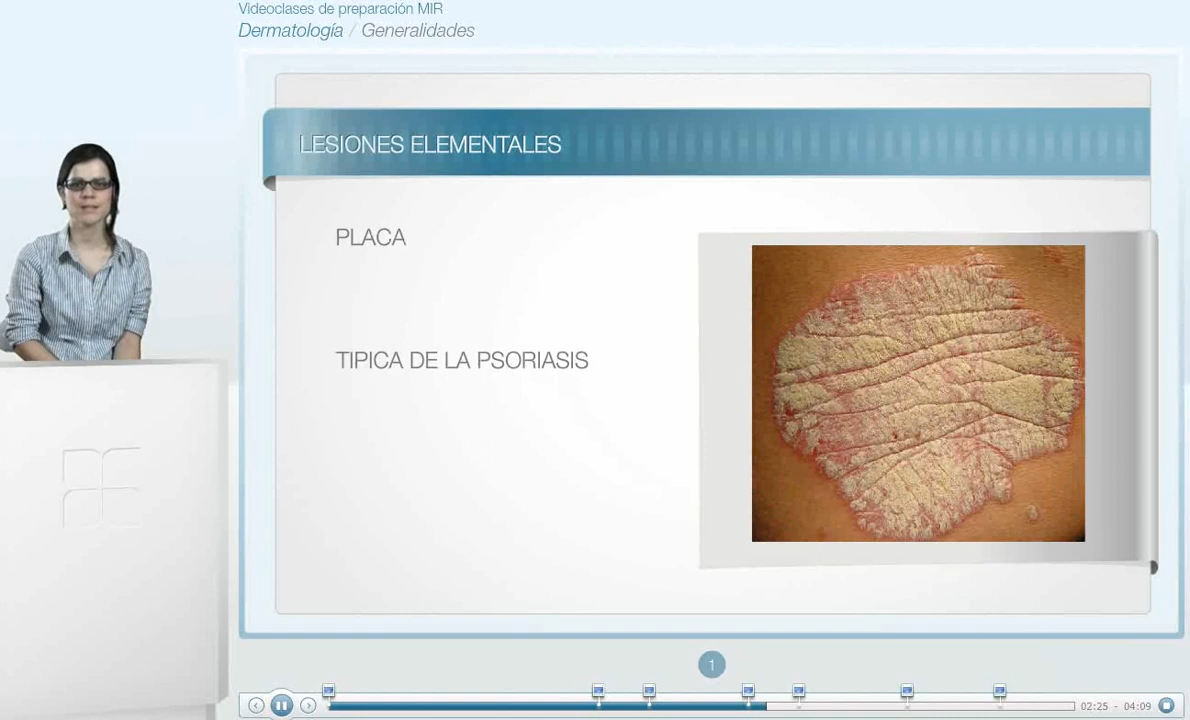 Videoclases de preparación MIR
Dermatología / Generalidades
LESIONES ELEMENTALES
PLACA
TIPICA DE LA PSORIASIS
1
02:25 - 04:09